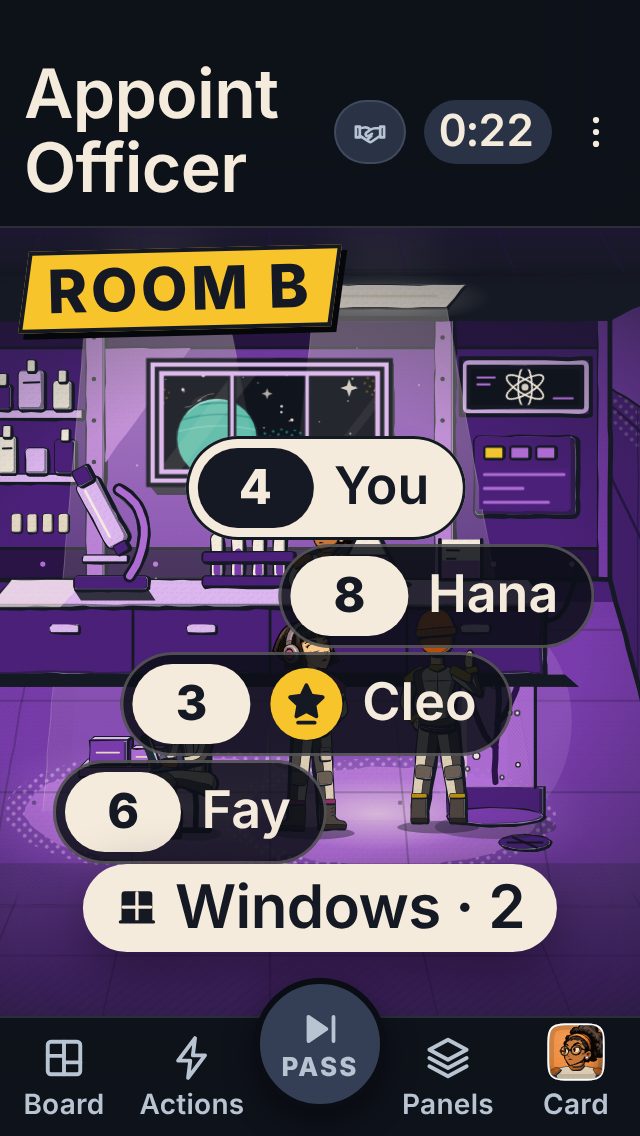 Appoint
Officer
0:22
ROOM B
4 You
8 Hana
3 Cleo
6 Fay
Windows · 2
PASS
Board
Actions
Panels
Card